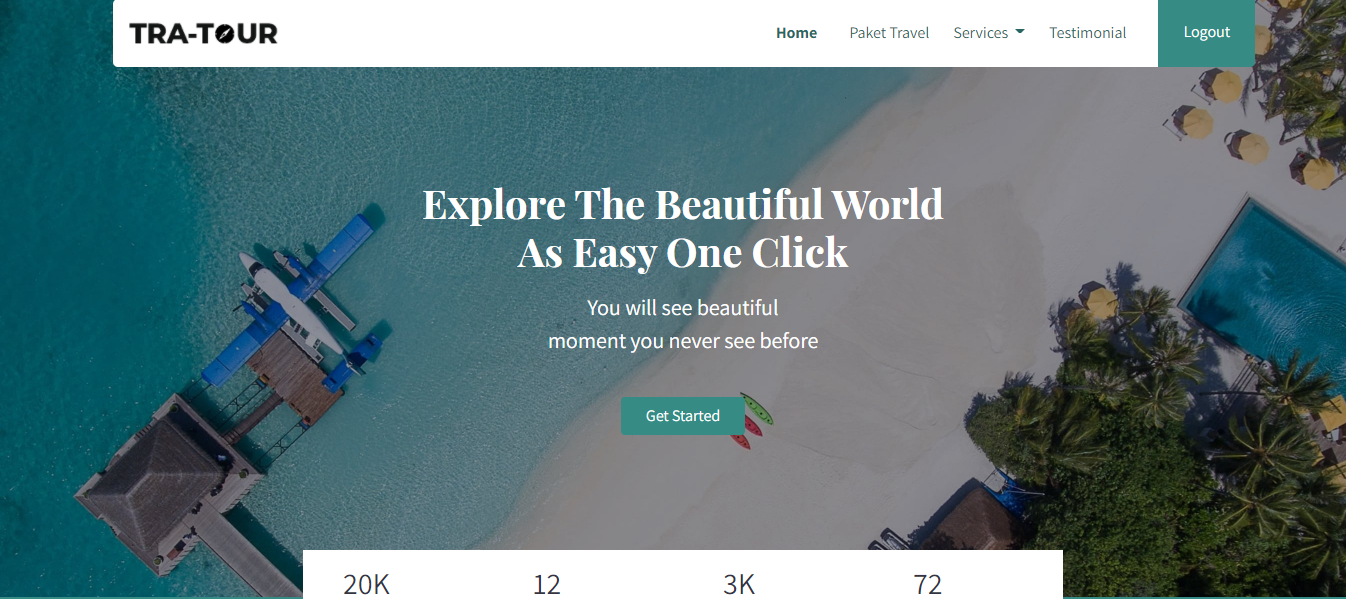 TRA-TOUR
Home Paket Travel Services Testimonial Logout
Explore The Beautiful World
As Easy One Click
You will see beautiful
moment you never see before
Get Started
20K 12 3K 72